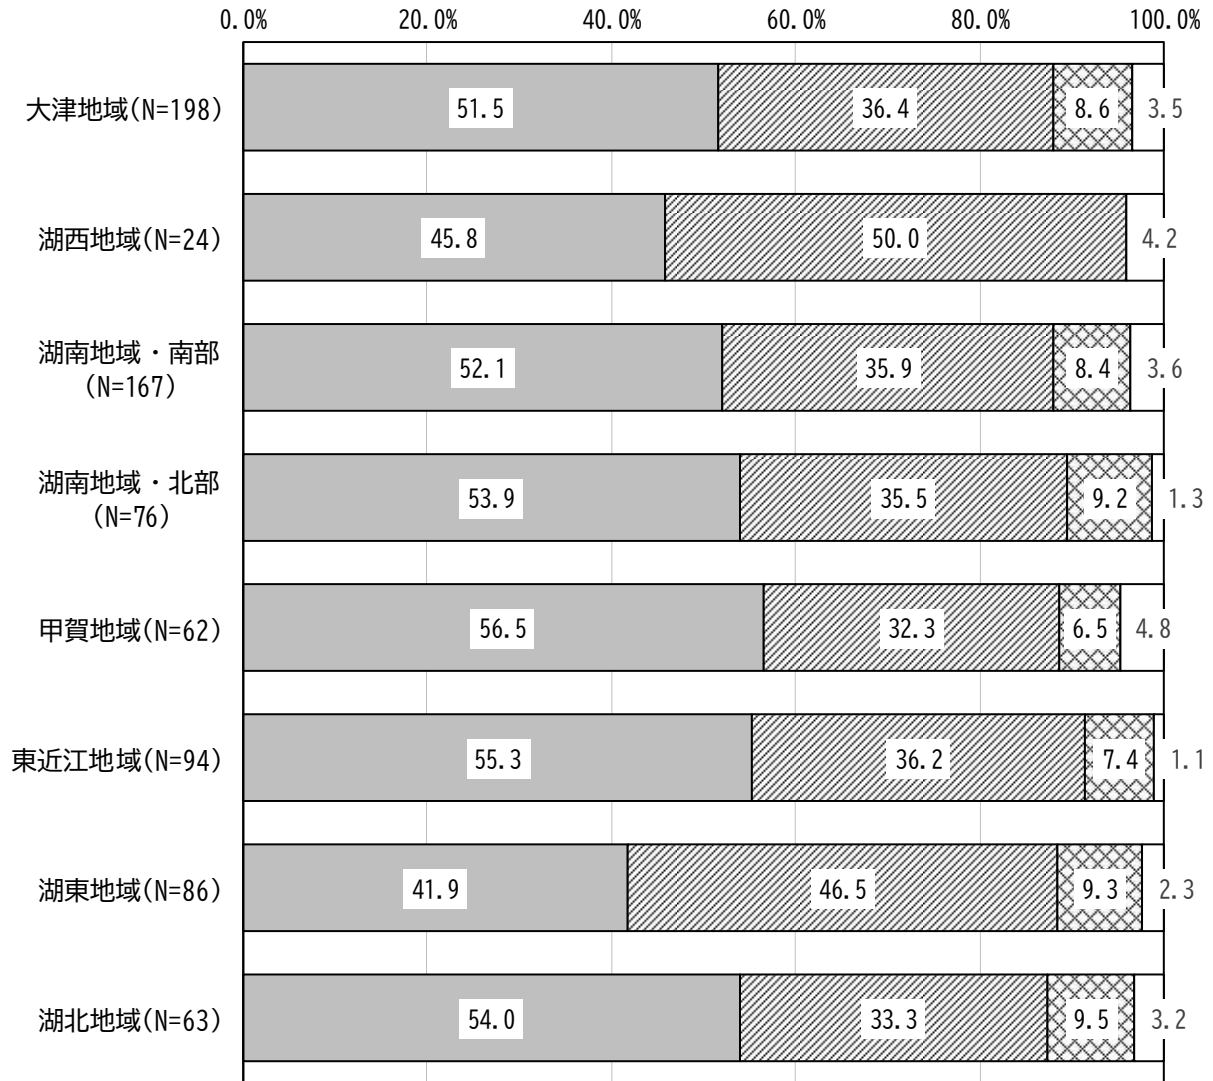 0.0% 20.0% 40.0% 60.0% 80.0% 100.0%
大津地域(N=198) 51.5 36.4 8.6 3.5
湖西地域(N=24) 45.8 50.0 4.2
湖南地域・南部
(N=167) 52.1 35.9 8.4 3.6
湖南地域・北部
(N=76) 53.9 35.5 9.2 1.3
甲賀地域(N=62) 56.5 32.3 6.5 4.8
東近江地域(N=94) 55.3 36.2 7.4 1.1
湖東地域(N=86) 41.9 46.5 9.3 2.3
湖北地域(N=63) 54.0 33.3 9.5 3.2